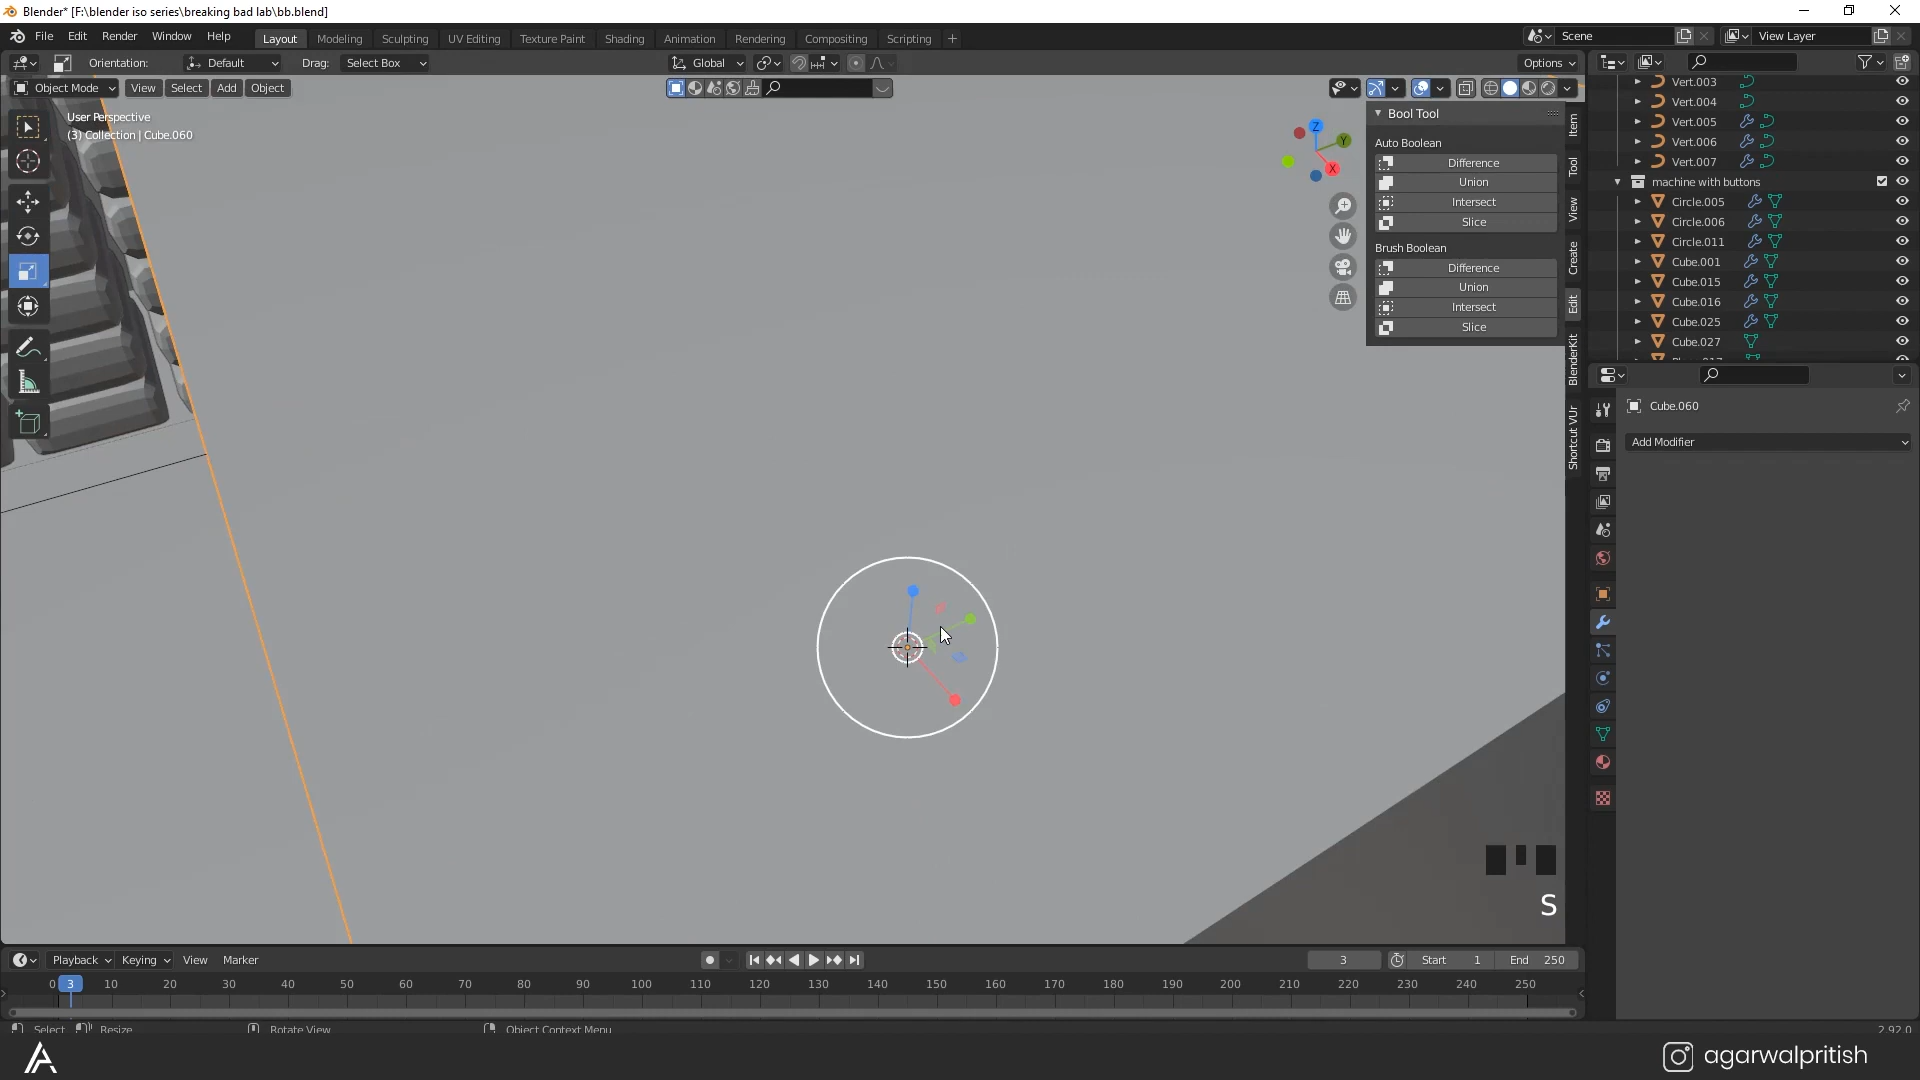 Blender* [F:\blender iso series\breaking bad lab\bb.blend]
File Edit Render Window Help
Layout Modeling Sculpting UV Editing Texture Paint Shading Animation Rendering Compositing Scripting
Scene
View Layer
Orientation: Default Drag: Select Box
Global
Options
Object Mode View Select Add Object
User Perspective
(3) Collection | Cube.060
Z
Y
X
Bool Tool
Auto Boolean
Difference
Union
Intersect
Slice
Brush Boolean
Difference
Union
Intersect
Slice
Item
Tool
View
Create
Edit
BlenderKit
Shortcut VUr
Vert.003
Vert.004
Vert.005
Vert.006
Vert.007
machine with buttons
Circle.005
Circle.006
Circle.011
Cube.001
Cube.015
Cube.016
Cube.025
Cube.027
Cube.060
Add Modifier
S
Playback Keying View Marker
3
Start 1
End 250
0 3 10 20 30 40 50 60 70 80 90 100 110 120 130 140 150 160 170 180 190 200 210 220 230 240 250
Select Resize Rotate View Object Context Menu
2.92.0
agarwalpritish